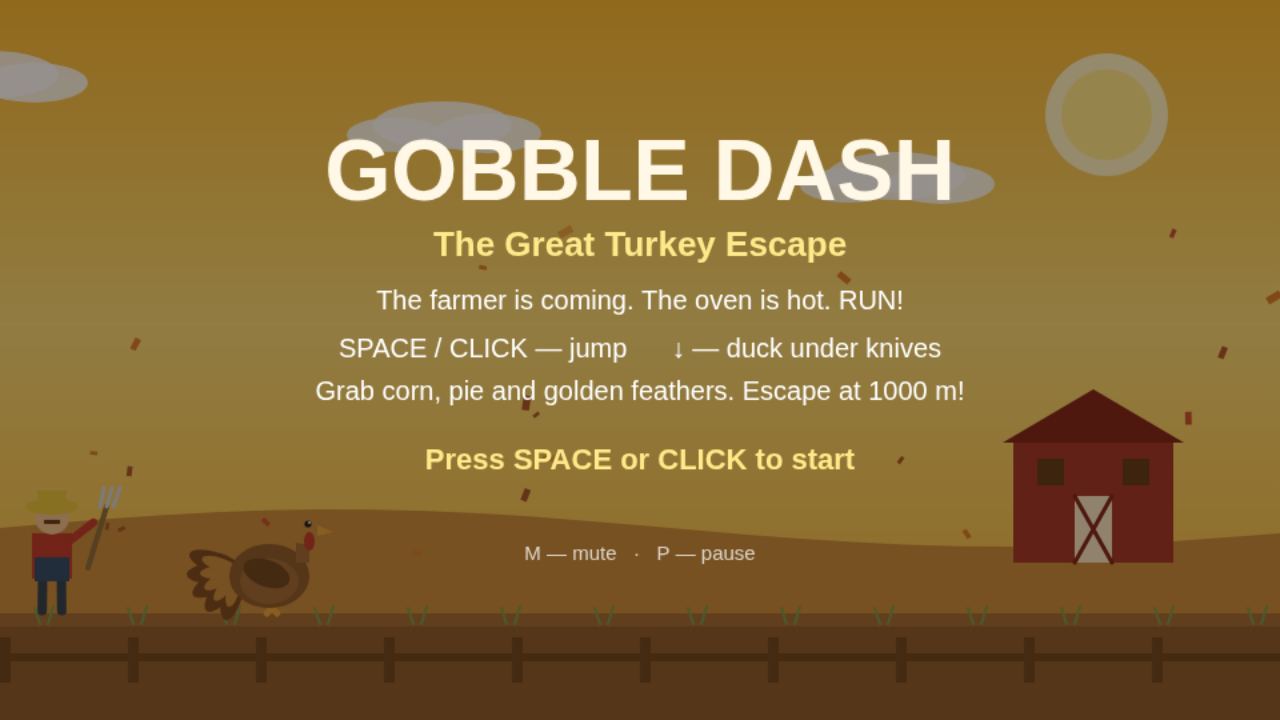 GOBBLE DASH
The Great Turkey Escape
The farmer is coming. The oven is hot. RUN!
SPACE / CLICK — jump ↓ — duck under knives
Grab corn, pie and golden feathers. Escape at 1000 m!
Press SPACE or CLICK to start
M — mute · P — pause